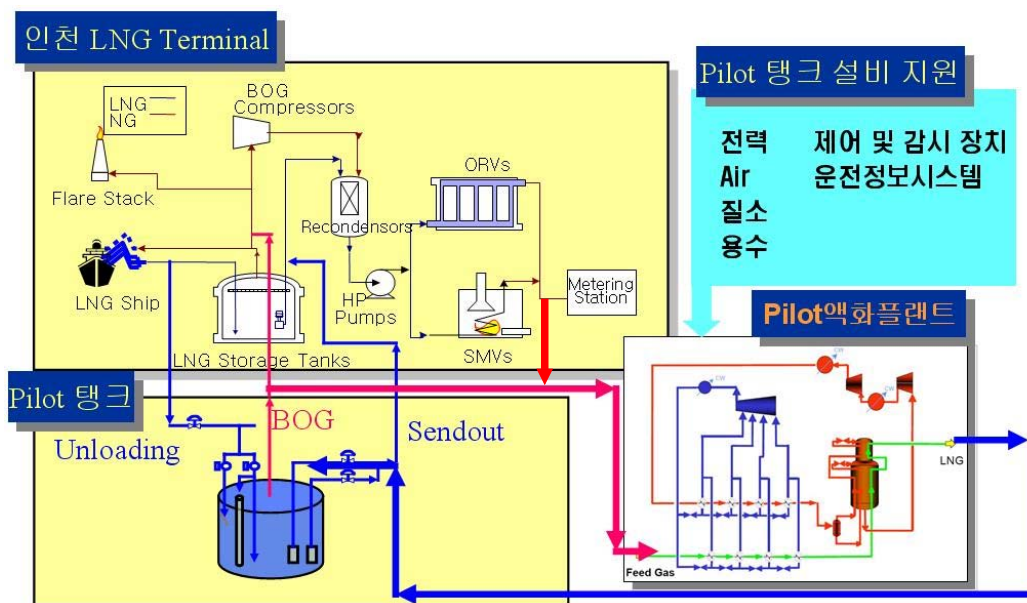 인천 LNG Terminal
Pilot 탱크 설비 지원
전력 제어 및 감시 장치
Air 운전정보시스템
질소
용수
LNG
NG
BOG
Compressors
Flare Stack
ORVs
Recondensors
LNG Ship
HP
Pumps
Metering
Station
LNG Storage Tanks
SMVs
Pilot액화플랜트
CW
CW
CW
LNG
Feed Gas
Pilot 탱크
BOG
Unloading
Sendout